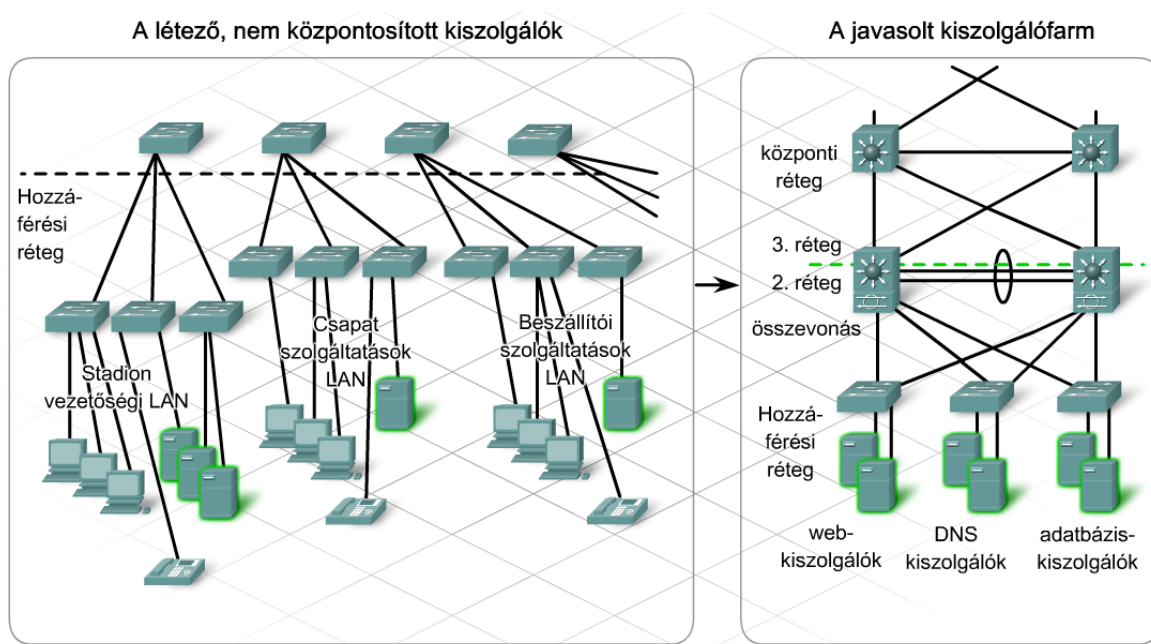 A létező, nem központosított kiszolgálók
Hozzá-
férési
réteg
Csapat
szolgáltatások
LAN
Beszállítói
szolgáltatások
LAN
Stadion
vezetőségi LAN
A javasolt kiszolgálófarm
központi
réteg
3. réteg
2. réteg
összevonás
Hozzá-
férési
réteg
web-
kiszolgálók
DNS
kiszolgálók
adatbázis-
kiszolgálók